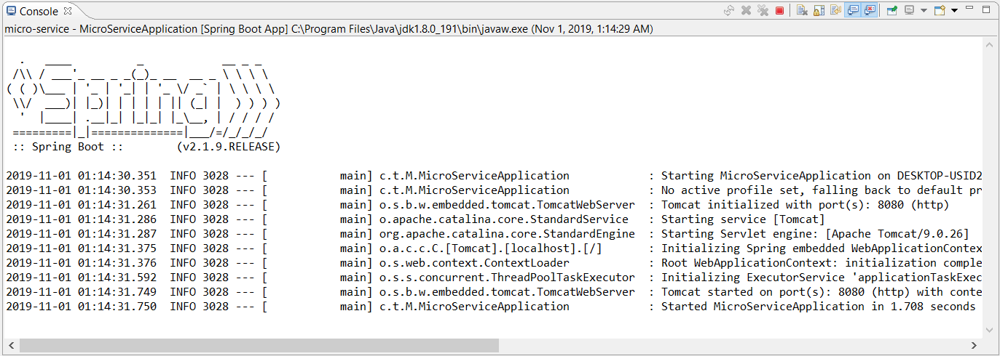 Console
micro-service - MicroServiceApplication [Spring Boot App] C:\Program Files\Java\jdk1.8.0_191\bin\javaw.exe (Nov 1, 2019, 1:14:29 AM)
  .   ____          _            __ _ _
 /\\ / ___'_ __ _ _(_)_ __  __ _ \ \ \ \
( ( )\___ | '_ | '_| | '_ \/ _` | \ \ \ \
 \\/  ___)| |_)| | | | | || (_| |  ) ) ) )
  '  |____| .__|_| |_|_| |_\__, | / / / /
 =========|_|==============|___/=/_/_/_/
 :: Spring Boot ::        (v2.1.9.RELEASE)
2019-11-01 01:14:30.351  INFO 3028 --- [           main] c.t.M.MicroServiceApplication            : Starting MicroServiceApplication on DESKTOP-USID2
2019-11-01 01:14:30.353  INFO 3028 --- [           main] c.t.M.MicroServiceApplication            : No active profile set, falling back to default pr
2019-11-01 01:14:31.261  INFO 3028 --- [           main] o.s.b.w.embedded.tomcat.TomcatWebServer  : Tomcat initialized with port(s): 8080 (http)
2019-11-01 01:14:31.286  INFO 3028 --- [           main] o.apache.catalina.core.StandardService   : Starting service [Tomcat]
2019-11-01 01:14:31.287  INFO 3028 --- [           main] org.apache.catalina.core.StandardEngine  : Starting Servlet engine: [Apache Tomcat/9.0.26]
2019-11-01 01:14:31.375  INFO 3028 --- [           main] o.a.c.c.C.[Tomcat].[localhost].[/]       : Initializing Spring embedded WebApplicationContex
2019-11-01 01:14:31.376  INFO 3028 --- [           main] o.s.web.context.ContextLoader            : Root WebApplicationContext: initialization comple
2019-11-01 01:14:31.592  INFO 3028 --- [           main] o.s.s.concurrent.ThreadPoolTaskExecutor  : Initializing ExecutorService 'applicationTaskExec
2019-11-01 01:14:31.749  INFO 3028 --- [           main] o.s.b.w.embedded.tomcat.TomcatWebServer  : Tomcat started on port(s): 8080 (http) with conte
2019-11-01 01:14:31.750  INFO 3028 --- [           main] c.t.M.MicroServiceApplication            : Started MicroServiceApplication in 1.708 seconds